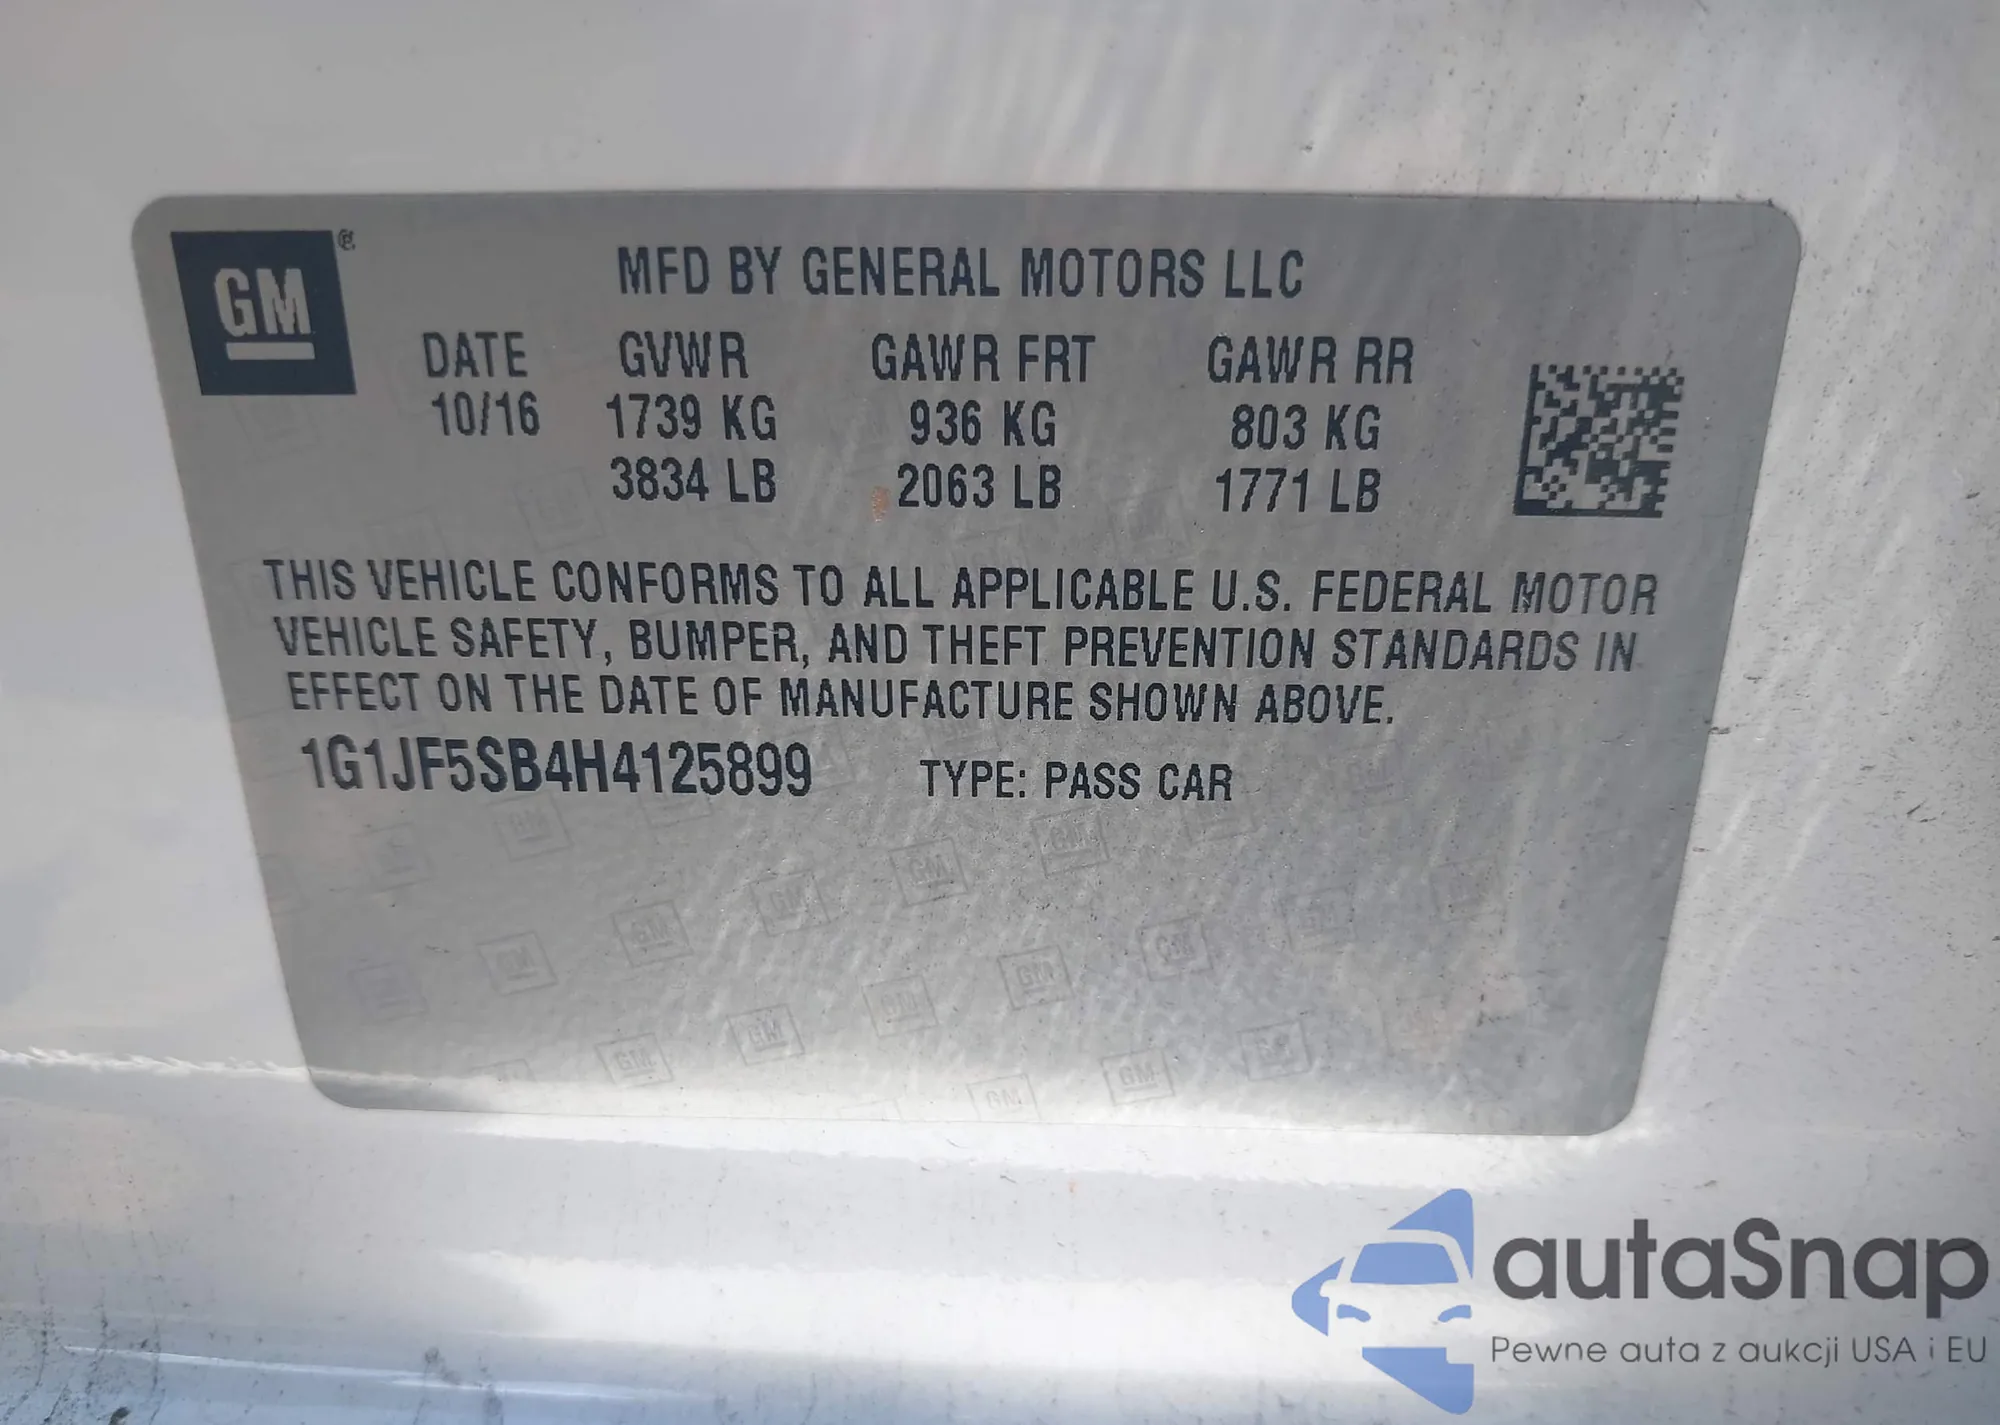 GM ®
MFD BY GENERAL MOTORS LLC
DATE GVWR GAWR FRT GAWR RR
10/16 1739 KG 936 KG 803 KG
3834 LB 2063 LB 1771 LB
THIS VEHICLE CONFORMS TO ALL APPLICABLE U.S. FEDERAL MOTOR
VEHICLE SAFETY, BUMPER, AND THEFT PREVENTION STANDARDS IN
EFFECT ON THE DATE OF MANUFACTURE SHOWN ABOVE.
1G1JF5SB4H4125899 TYPE: PASS CAR
autaSnap
Pewne auta z aukcji USA i EU